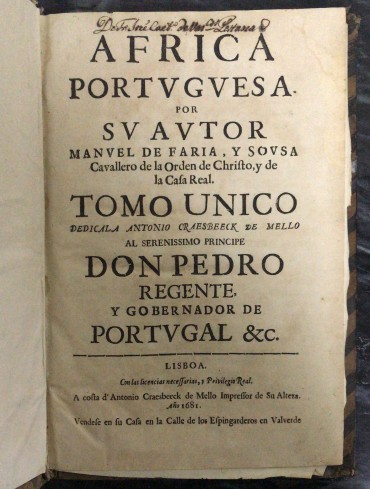 AFRICA
PORTVGVESA.
POR
SV AVTOR
MANVEL DE FARIA, Y SOVSA
Cavallero de la Orden de Christo, y de
la Casa Real.
TOMO UNICO
DEDICALA ANTONIO CRAESBEECK DE MELLO
AL SERENISSIMO PRINCIPE
DON PEDRO
REGENTE,
Y GOBERNADOR DE
PORTVGAL &c.
LISBOA.
Con las licencias necessarias, y Privilegio Real.
A costa d'Antonio Craesbeeck de Mello Impressor de Su Alteza.
Año 1681.
Vendese en su Casa en la Calle de los Espingarderos en Valverde